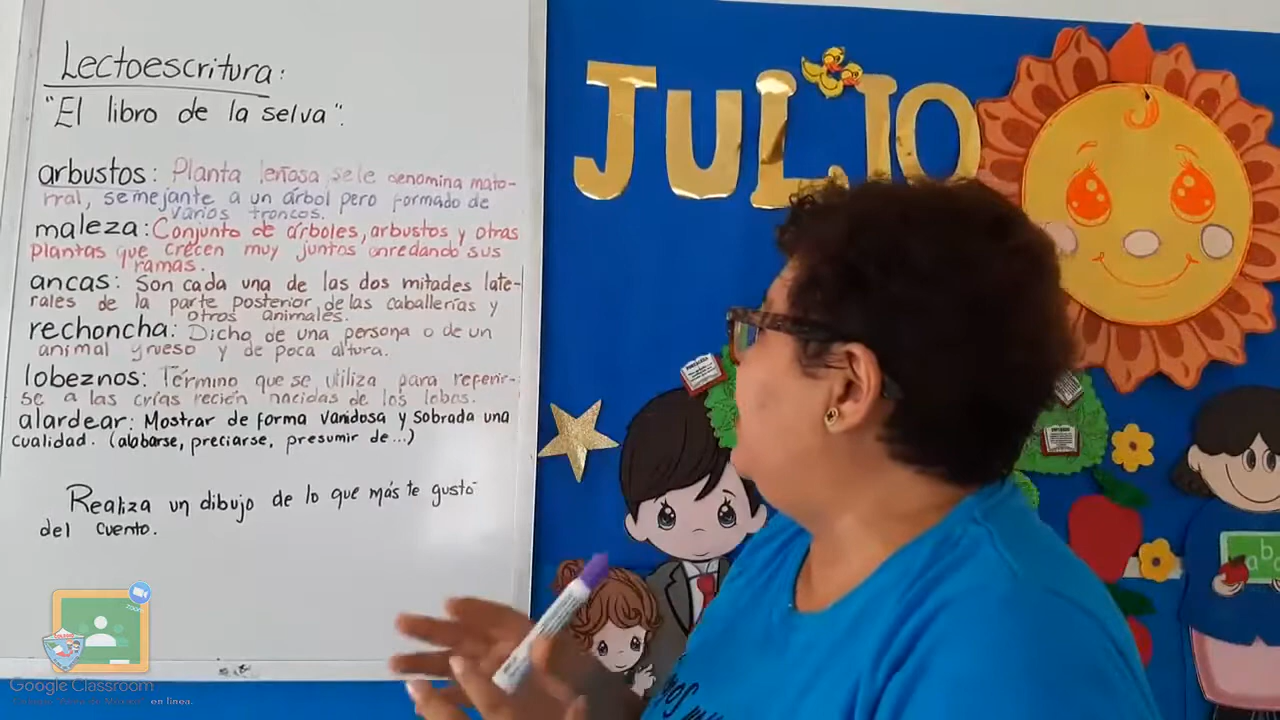 Lectoescritura:
"El libro de la selva".
arbustos: Planta leñosa sele denomina mato-
rral, semejante a un árbol pero formado de
varios troncos.
maleza: Conjunto de árboles, arbustos y otras
plantas que crecen muy juntos enredando sus
ramas.
ancas: Son cada una de las dos mitades late-
rales de la parte posterior de las caballerías y
otros animales.
rechoncha: Dicho de una persona o de un
animal grueso y de poca altura.
lobeznos: Término que se utiliza para referir-
se a las crías recién nacidas de los lobos.
alardear: Mostrar de forma vanidosa y sobrada una
cualidad. (alabarse, preciarse, presumir de...)
Realiza un dibujo de lo que más te gustó
del cuento.
JULIO
zoom
Google Classroom
en línea.